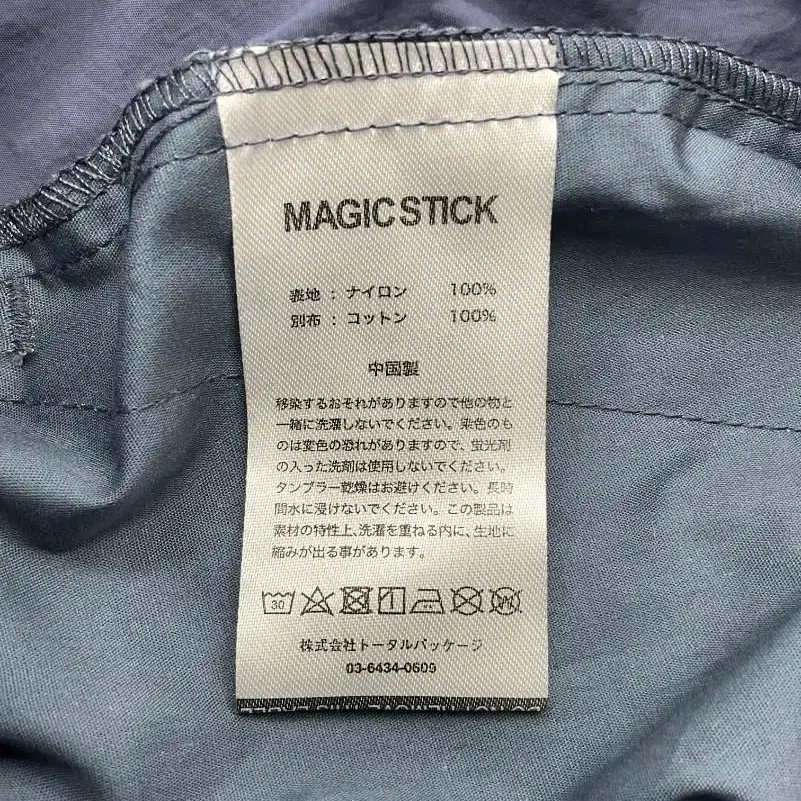 MAGIC STICK
表地 : ナイロン 100%
別布 : コットン 100%
中国製
移染するおそれがありますので他の物と
一緒に洗濯しないでください。染色のも
のは変色の恐れがありますので、蛍光剤
の入った洗剤は使用しないでください。
タンブラー乾燥はお避けください。長時
間水に浸けないでください。この製品は
素材の特性上、洗濯を重ねる内に、生地に
縮みが出る事があります。
30
W
株式会社トータルパッケージ
03-6434-0609